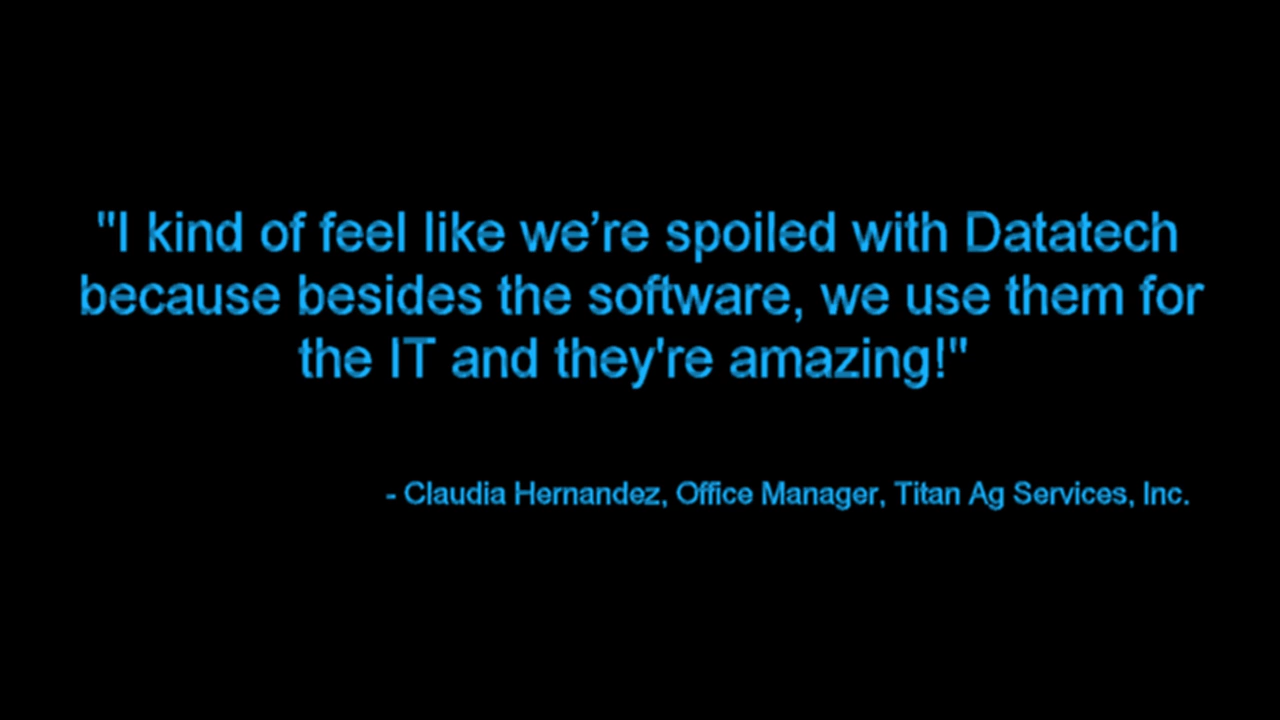 "I kind of feel like we’re spoiled with Datatech
because besides the software, we use them for
the IT and they're amazing!"
- Claudia Hernandez, Office Manager, Titan Ag Services, Inc.